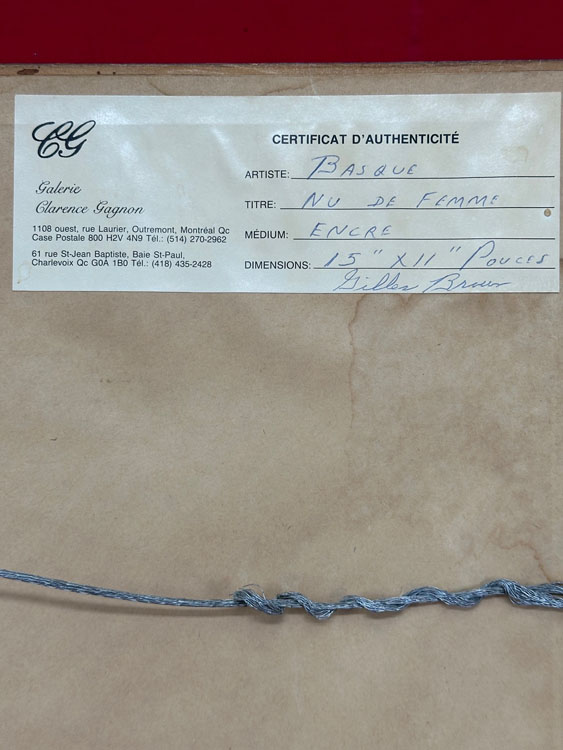 CG
Galerie
Clarence Gagnon
1108 ouest, rue Laurier, Outremont, Montréal Qc
Case Postale 800 H2V 4N9 Tél.: (514) 270-2962
61 rue St-Jean Baptiste, Baie St-Paul,
Charlevoix Qc G0A 1B0 Tél.: (418) 435-2428
CERTIFICAT D'AUTHENTICITÉ
ARTISTE: BASQUE
TITRE: NU DE FEMME
MÉDIUM: ENCRE
DIMENSIONS: 15" X 11" POUCES
Gilles Brown